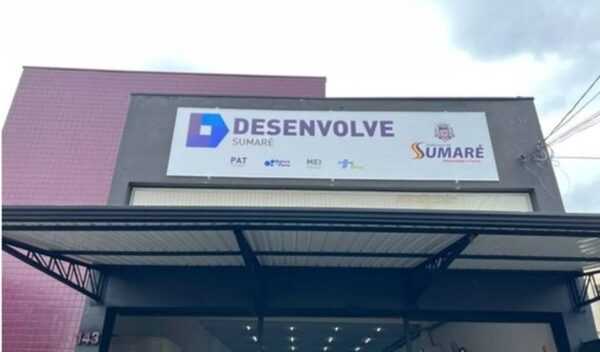 DESENVOLVE
SUMARÉ
PAT
MEI
SUMARÉ
143